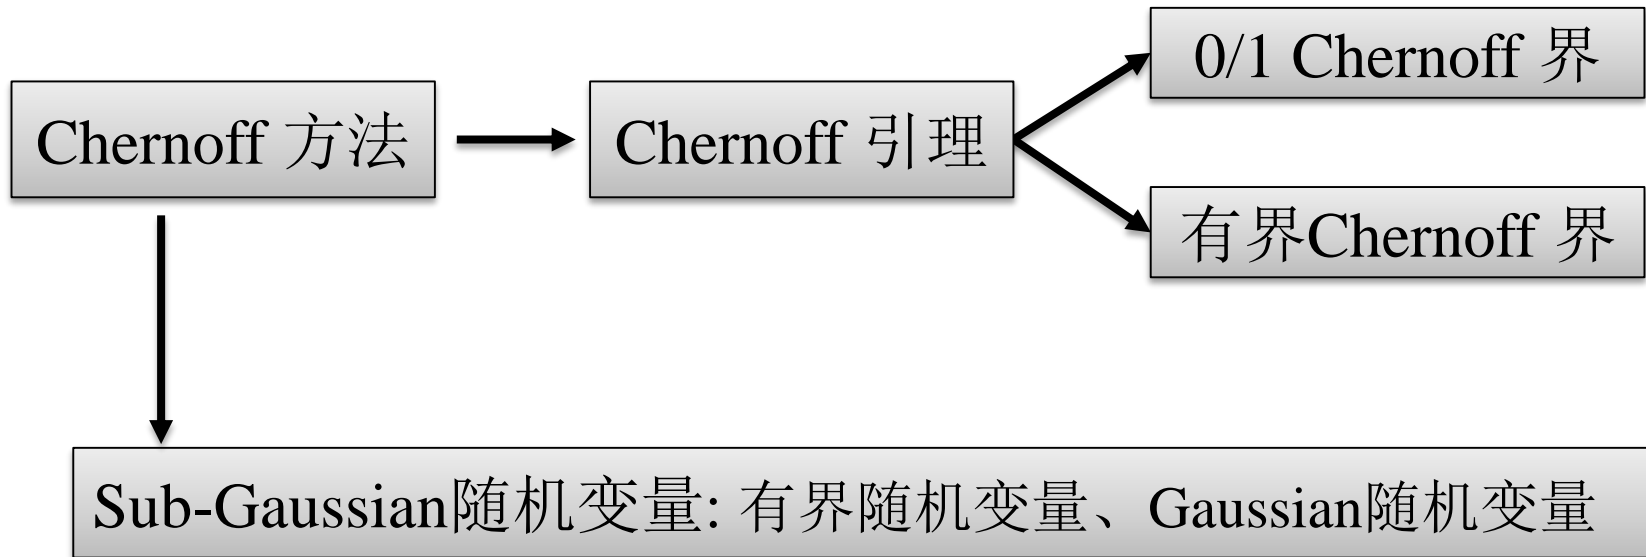 Chernoff 方法
Chernoff 引理
0/1 Chernoff 界
有界Chernoff 界
Sub-Gaussian随机变量: 有界随机变量、Gaussian随机变量